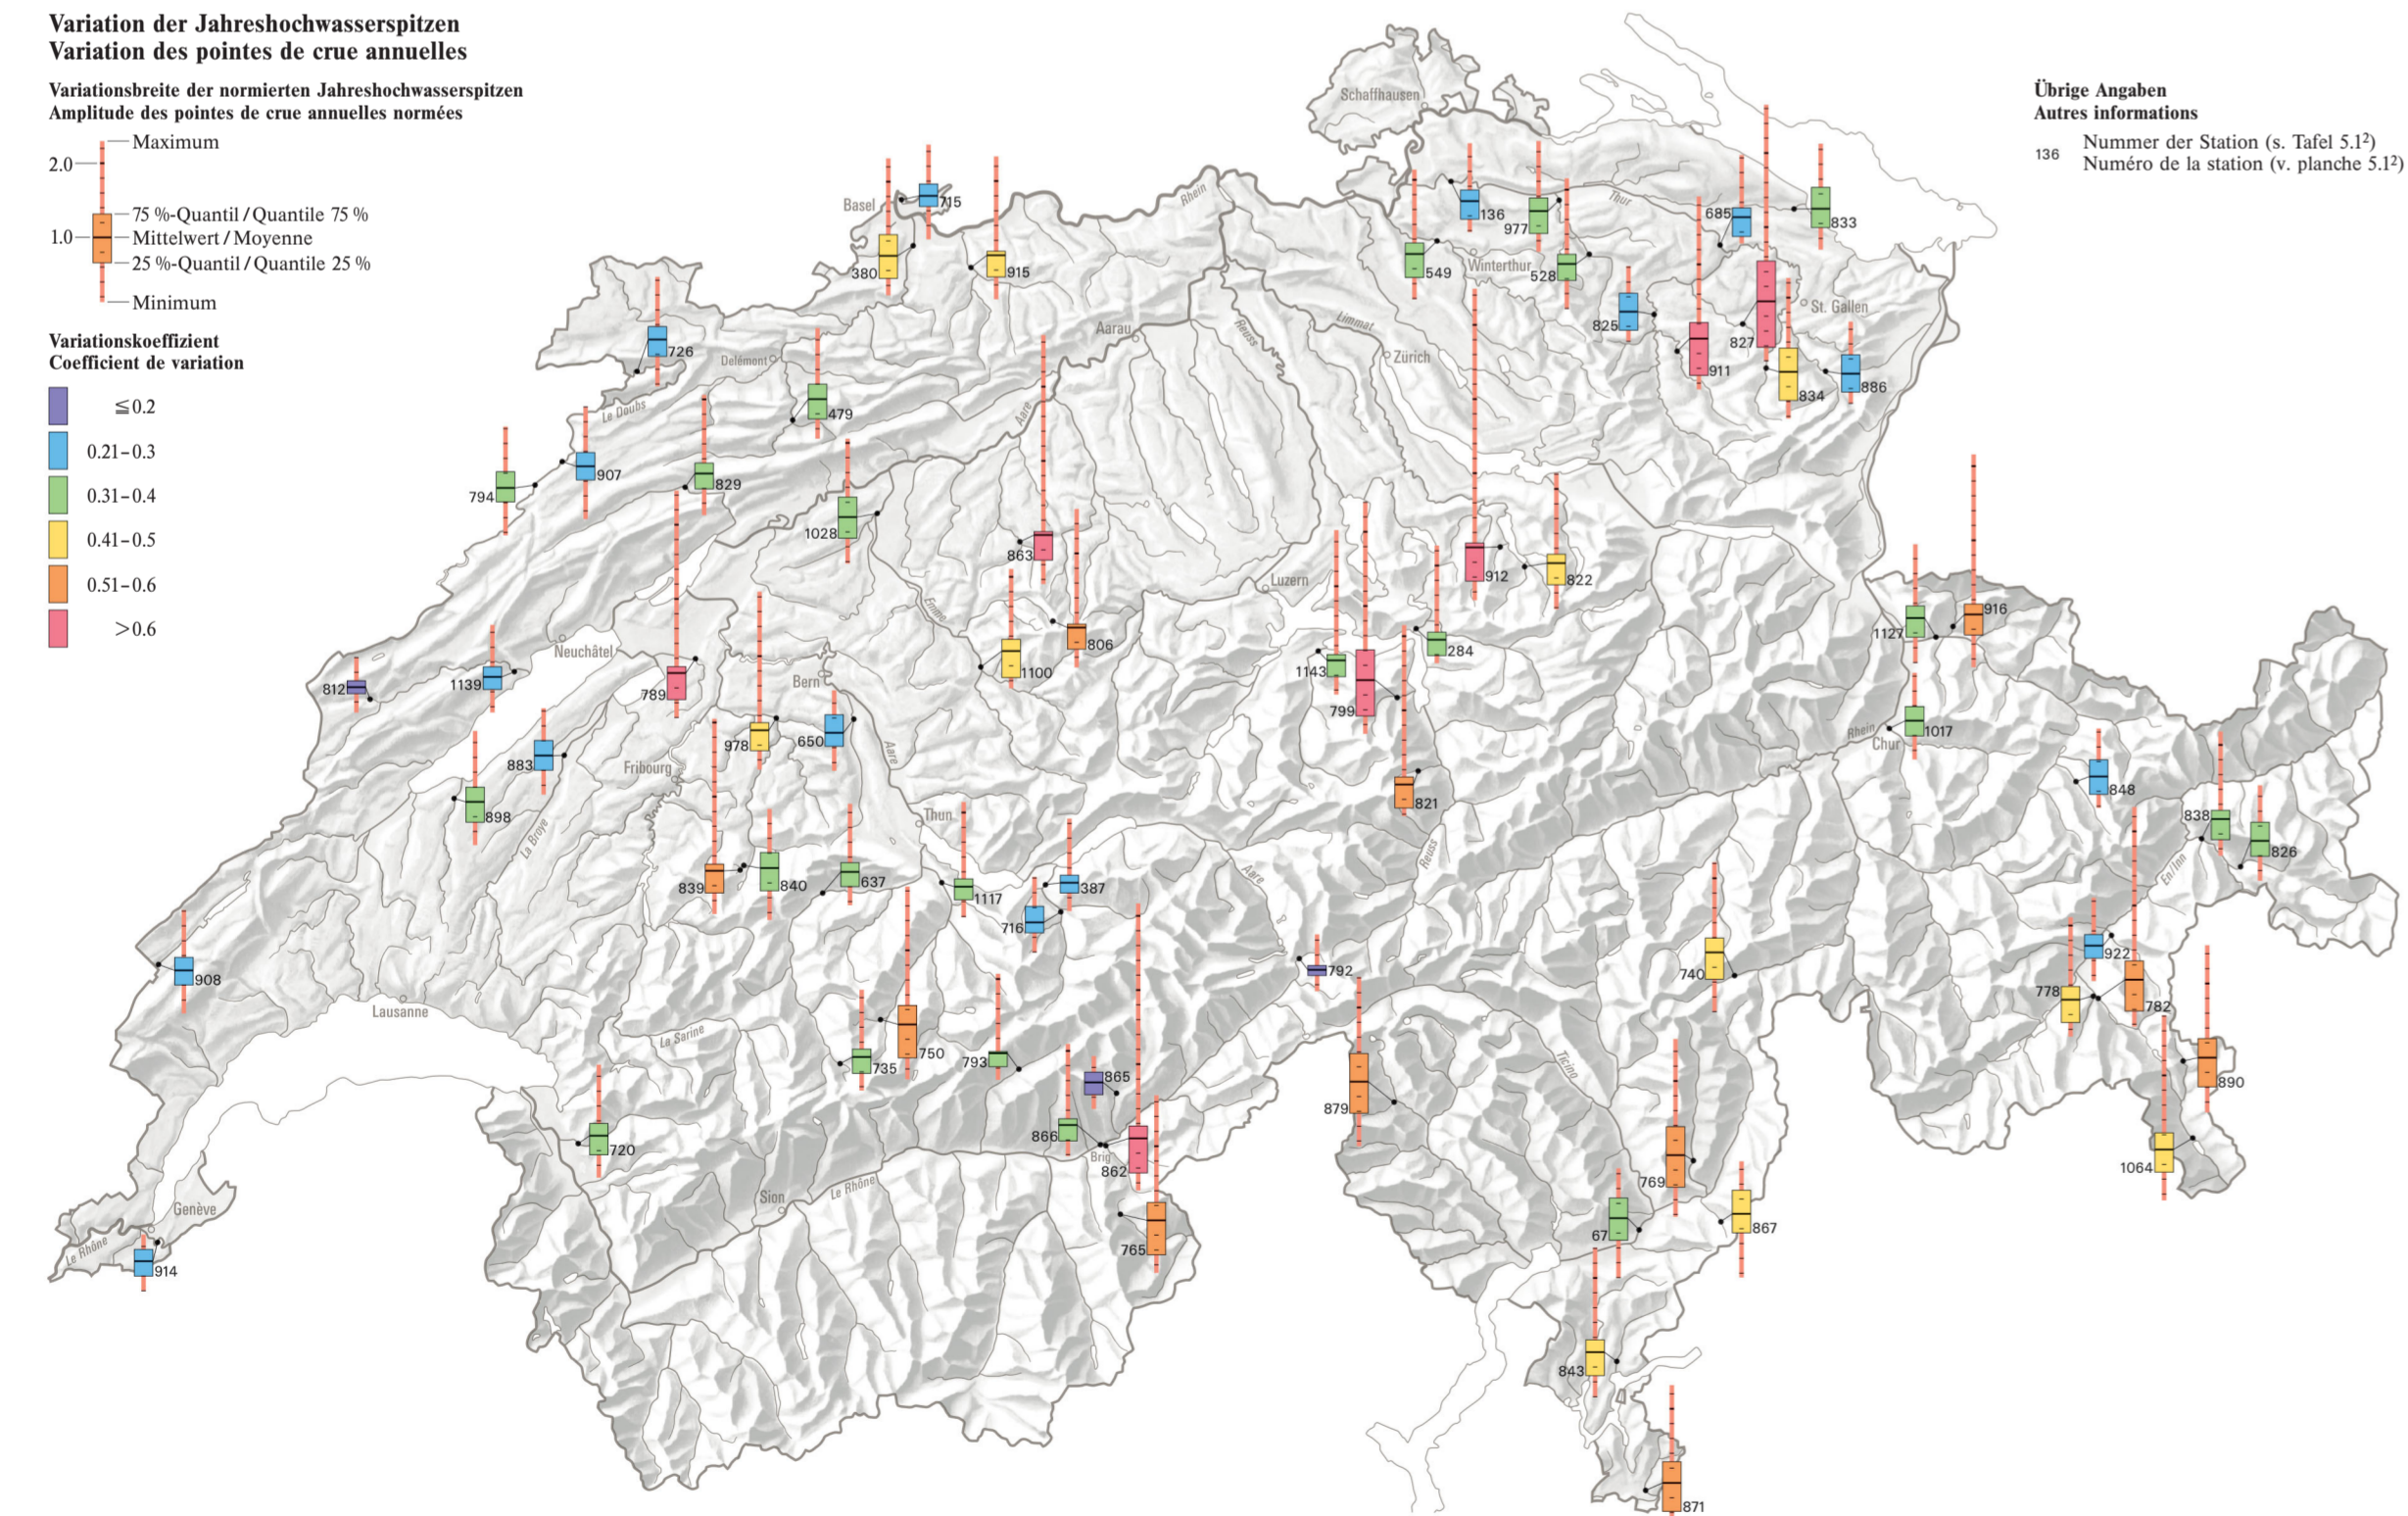 Variation der Jahreshochwasserspitzen
Variation des pointes de crue annuelles
Variationsbreite der normierten Jahreshochwasserspitzen
Amplitude des pointes de crue annuelles normées
Maximum
2.0
75 %-Quantil / Quantile 75 %
1.0
Mittelwert / Moyenne
25 %-Quantil / Quantile 25 %
Minimum
Variationskoeffizient
Coefficient de variation
≦ 0.2
0.21–0.3
0.31–0.4
0.41–0.5
0.51–0.6
>0.6
Übrige Angaben
Autres informations
136
Nummer der Station (s. Tafel 5.1²)
Numéro de la station (v. planche 5.1²)
Schaffhausen
Basel
715
Rhein
136
977
Thur
685
833
380
915
549
Winterthur
528
825
827
St. Gallen
911
834
886
726
Delémont
Aarau
Reuss
Limmat
Zürich
Le Doubs
479
Aare
907
829
794
1028
863
912
822
Luzern
Emme
806
1100
284
1143
799
1127
916
Neuchâtel
812
1139
789
Bern
978
650
Aare
883
Fribourg
898
La Broye
821
Reuss
Rhein
Chur
1017
848
838
826
En/Inn
Thun
839
840
637
1117
387
716
Aare
908
Lausanne
792
740
922
778
782
La Sarine
735
750
793
865
866
Brig
862
879
Ticino
890
1064
720
Sion
Le Rhône
765
769
67
867
Genève
Le Rhône
914
843
871